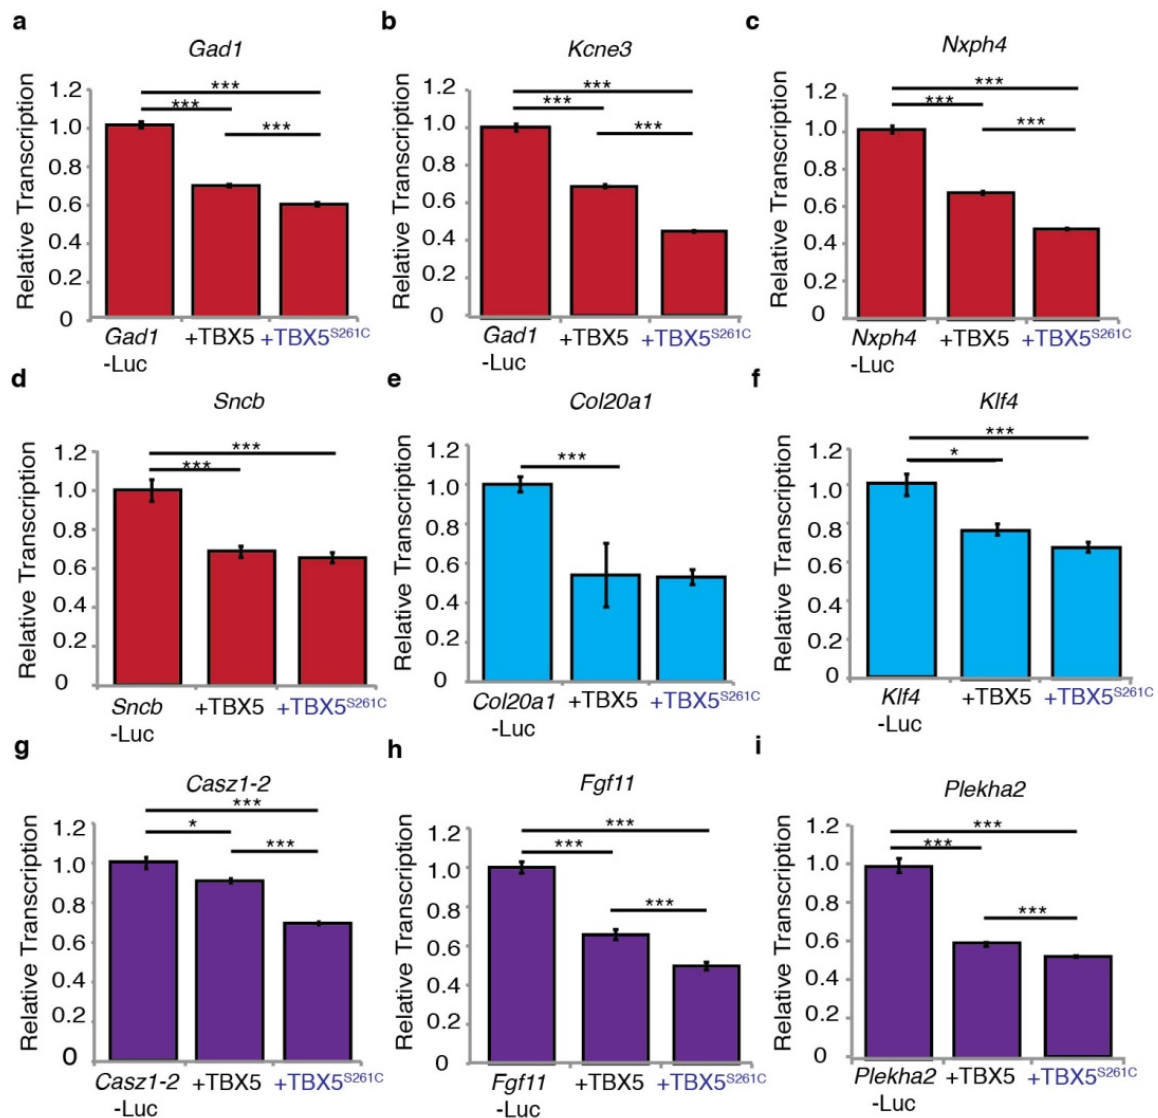 a
Gad1
Relative Transcription
1.2
1.0
0.8
0.6
0.4
0.2
0
***
***
***
Gad1 +TBX5 +TBX5S261C
-Luc
b
Kcne3
Relative Transcription
1.2
1.0
0.8
0.6
0.4
0.2
0
***
***
***
Gad1 +TBX5 +TBX5S261C
-Luc
c
Nxph4
Relative Transcription
1.2
1.0
0.8
0.6
0.4
0.2
0
***
***
***
Nxph4 +TBX5 +TBX5S261C
-Luc
d
Sncb
Relative Transcription
1.2
1.0
0.8
0.6
0.4
0.2
0
***
***
Sncb +TBX5 +TBX5S261C
-Luc
e
Col20a1
Relative Transcription
1.2
1.0
0.8
0.6
0.4
0.2
0
***
Col20a1 +TBX5 +TBX5S261C
-Luc
f
Klf4
Relative Transcription
1.2
1.0
0.8
0.6
0.4
0.2
0
***
*
Klf4 +TBX5 +TBX5S261C
-Luc
g
Casz1-2
Relative Transcription
1.2
1.0
0.8
0.6
0.4
0.2
0
***
*
***
Casz1-2 +TBX5 +TBX5S261C
-Luc
h
Fgf11
Relative Transcription
1.2
1.0
0.8
0.6
0.4
0.2
0
***
***
***
Fgf11 +TBX5 +TBX5S261C
-Luc
i
Plekha2
Relative Transcription
1.2
1.0
0.8
0.6
0.4
0.2
0
***
***
***
Plekha2 +TBX5 +TBX5S261C
-Luc